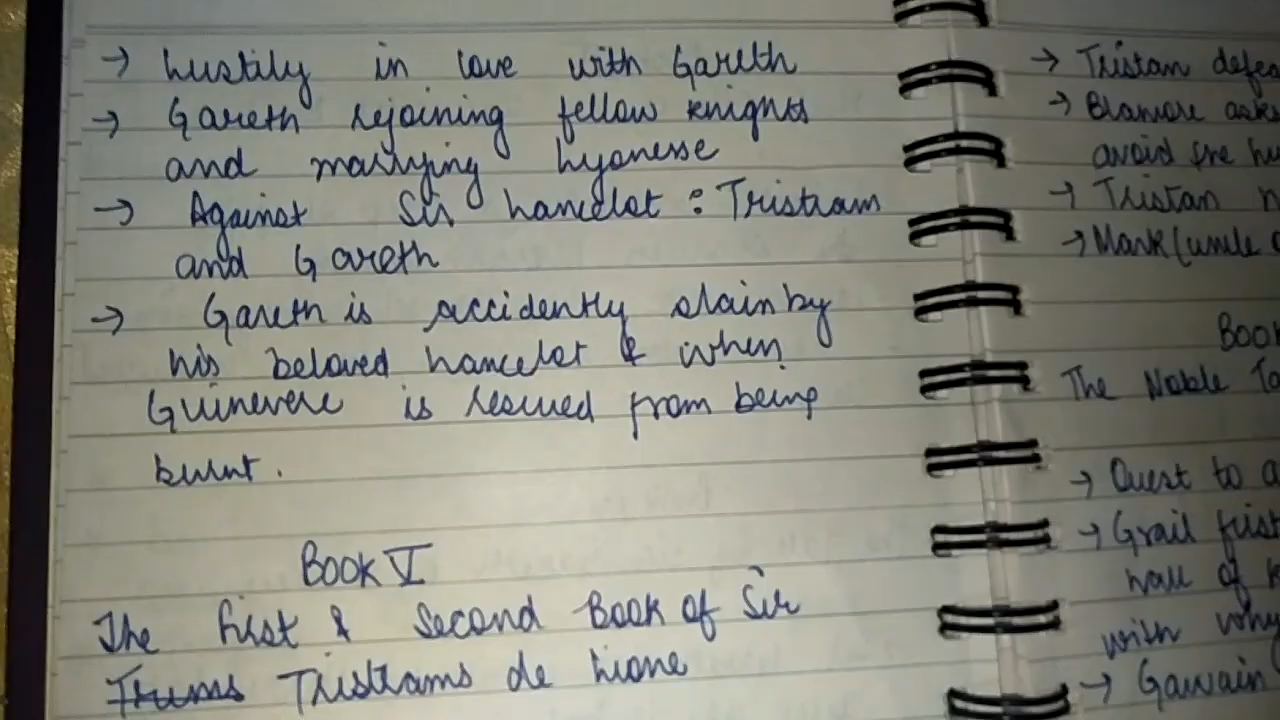 → Lustily in love with Gareth
→ Gareth rejoining fellow knights
and marrying Lyonesse
→ Against Sir Lancelot : Tristram
and Gareth
→ Gareth is accidently slain by
his beloved Lancelot & when
Guinevere is rescued from being
burnt.
Book V
The First & Second Book of Sir
Tristrams de Lione
→ Tristan
→ Blamore
avoid the
→ Tristan
→ Mark (uncle
Book
The Noble
→ Quest to
→ Grail
hall of
with why
→ Gawain